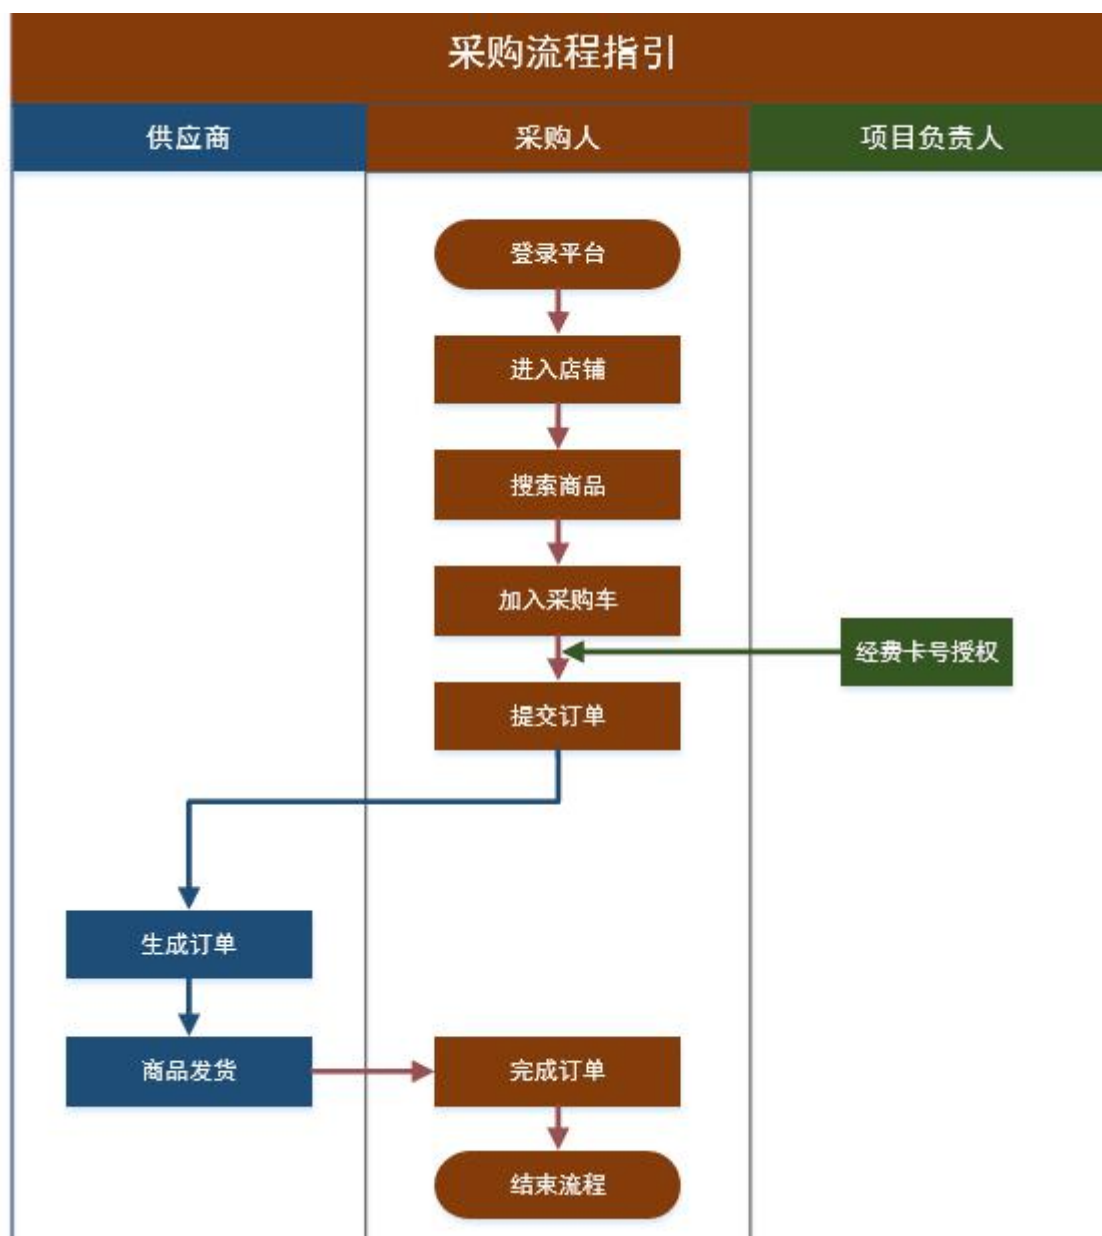 采购流程指引
供应商
采购人
项目负责人
登录平台
进入店铺
搜索商品
加入采购车
经费卡号授权
提交订单
生成订单
商品发货
完成订单
结束流程